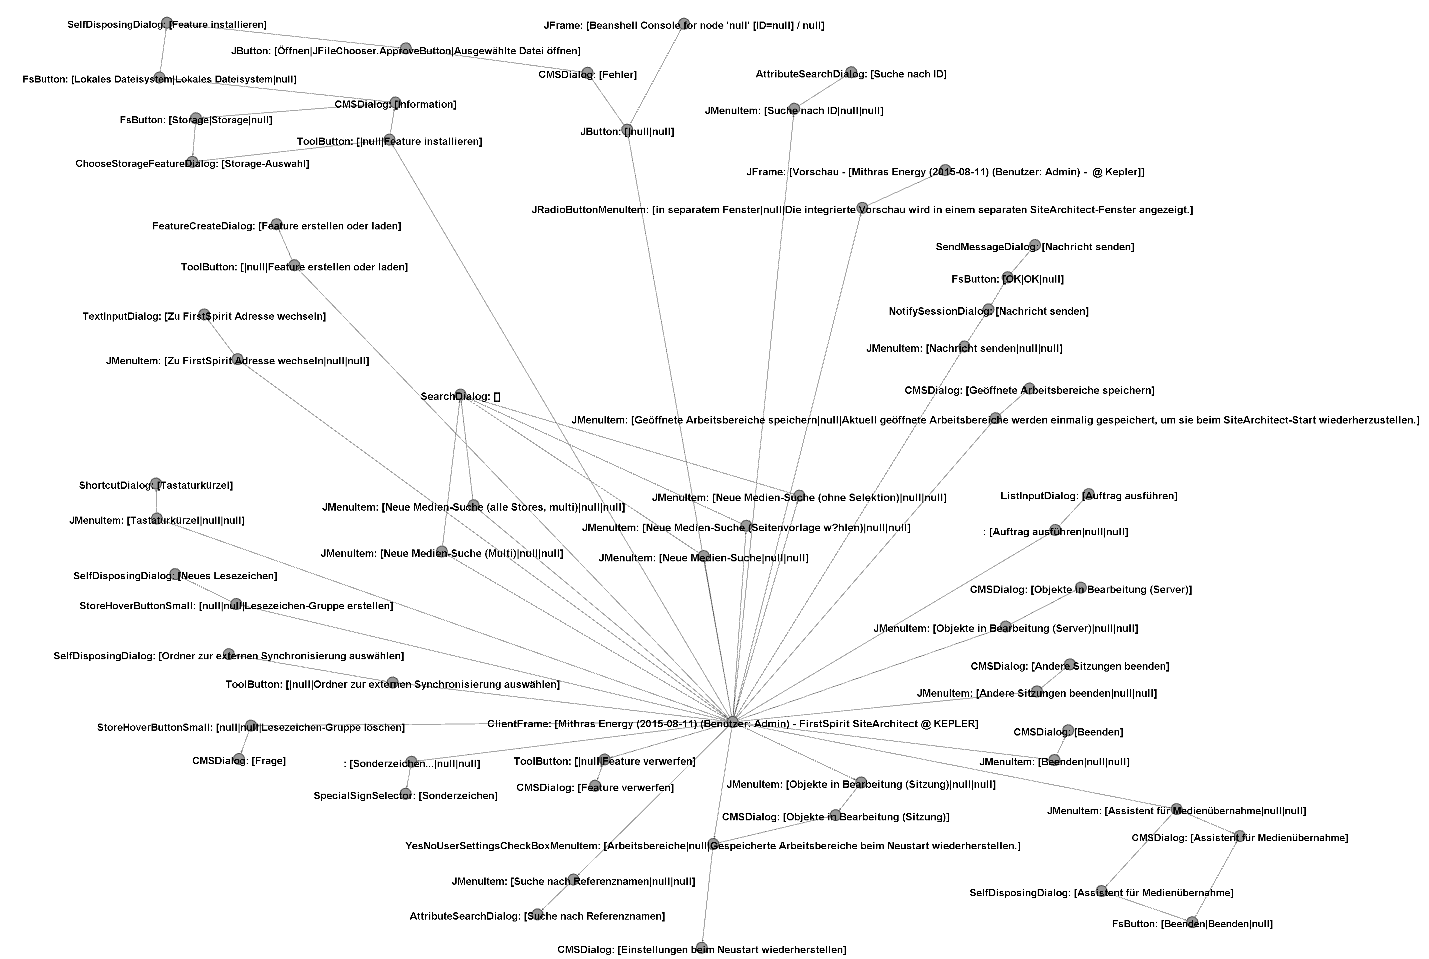 SelfDisposingDialog: [Feature installieren]
JFrame: [Beanshell Console for node 'null' [ID=null] / null]
JButton: [Öffnen|JFileChooser.ApproveButton|Ausgewählte Datei öffnen]
CMSDialog: [Fehler]
AttributeSearchDialog: [Suche nach ID]
FsButton: [Lokales Dateisystem|Lokales Dateisystem|null]
CMSDialog: [Information]
JMenuItem: [Suche nach ID|null|null]
FsButton: [Storage|Storage|null]
JButton: [|null|null]
ToolButton: [|null|Feature installieren]
ChooseStorageFeatureDialog: [Storage-Auswahl]
JFrame: [Vorschau - [Mithras Energy (2015-08-11) (Benutzer: Admin) - @ Kepler]]
JRadioButtonMenuItem: [in separatem Fenster|null|Die integrierte Vorschau wird in einem separaten SiteArchitect-Fenster angezeigt.]
FeatureCreateDialog: [Feature erstellen oder laden]
SendMessageDialog: [Nachricht senden]
ToolButton: [|null|Feature erstellen oder laden]
FsButton: [OK|OK|null]
NotifySessionDialog: [Nachricht senden]
TextInputDialog: [Zu FirstSpirit Adresse wechseln]
JMenuItem: [Nachricht senden|null|null]
JMenuItem: [Zu FirstSpirit Adresse wechseln|null|null]
CMSDialog: [Geöffnete Arbeitsbereiche speichern]
SearchDialog: []
JMenuItem: [Geöffnete Arbeitsbereiche speichern|null|Aktuell geöffnete Arbeitsbereiche werden einmalig gespeichert, um sie beim SiteArchitect-Start wiederherzustellen.]
ShortcutDialog: [Tastaturkürzel]
JMenuItem: [Neue Medien-Suche (ohne Selektion)|null|null]
ListInputDialog: [Auftrag ausführen]
JMenuItem: [Neue Medien-Suche (alle Stores, multi)|null|null]
JMenuItem: [Tastaturkürzel|null|null]
JMenuItem: [Neue Medien-Suche (Seitenvorlage w?hlen)|null|null]
: [Auftrag ausführen|null|null]
JMenuItem: [Neue Medien-Suche (Multi)|null|null]
JMenuItem: [Neue Medien-Suche|null|null]
SelfDisposingDialog: [Neues Lesezeichen]
CMSDialog: [Objekte in Bearbeitung (Server)]
StoreHoverButtonSmall: [null|null|Lesezeichen-Gruppe erstellen]
JMenuItem: [Objekte in Bearbeitung (Server)|null|null]
SelfDisposingDialog: [Ordner zur externen Synchronisierung auswählen]
CMSDialog: [Andere Sitzungen beenden]
ToolButton: [|null|Ordner zur externen Synchronisierung auswählen]
JMenuItem: [Andere Sitzungen beenden|null|null]
StoreHoverButtonSmall: [null|null|Lesezeichen-Gruppe löschen]
ClientFrame: [Mithras Energy (2015-08-11) (Benutzer: Admin) - FirstSpirit SiteArchitect @ KEPLER]
CMSDialog: [Beenden]
CMSDialog: [Frage]
: [Sonderzeichen...|null|null]
ToolButton: [|null|Feature verwerfen]
JMenuItem: [Beenden|null|null]
CMSDialog: [Feature verwerfen]
JMenuItem: [Objekte in Bearbeitung (Sitzung)|null|null]
SpecialSignSelector: [Sonderzeichen]
JMenuItem: [Assistent für Medienübernahme|null|null]
CMSDialog: [Objekte in Bearbeitung (Sitzung)]
CMSDialog: [Assistent für Medienübernahme]
YesNoUserSettingsCheckBoxMenuItem: [Arbeitsbereiche|null|Gespeicherte Arbeitsbereiche beim Neustart wiederherstellen.]
JMenuItem: [Suche nach Referenznamen|null|null]
SelfDisposingDialog: [Assistent für Medienübernahme]
AttributeSearchDialog: [Suche nach Referenznamen]
FsButton: [Beenden|Beenden|null]
CMSDialog: [Einstellungen beim Neustart wiederherstellen]